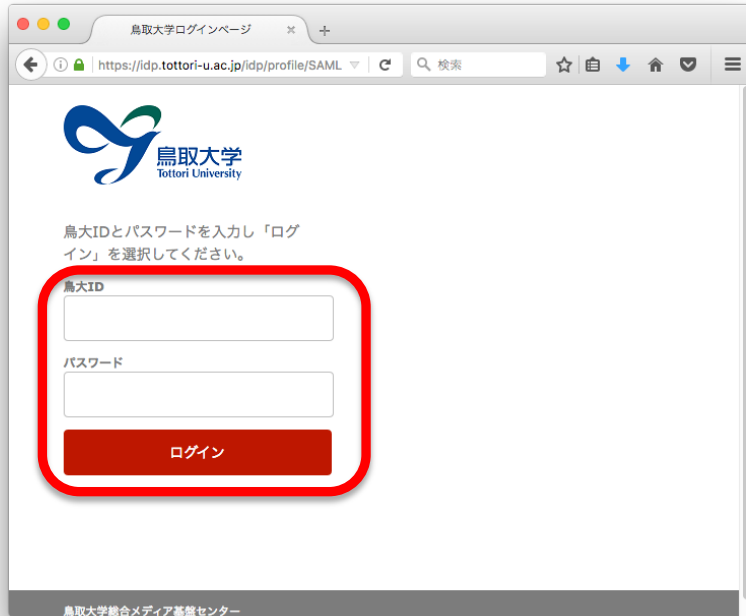 鳥取大学ログインページ
https://idp.tottori-u.ac.jp/idp/profile/SAML
検索
鳥取大学
Tottori University
鳥大IDとパスワードを入力し「ログ
イン」を選択してください。
鳥大ID
パスワード
ログイン
鳥取大学総合メディア基盤センター